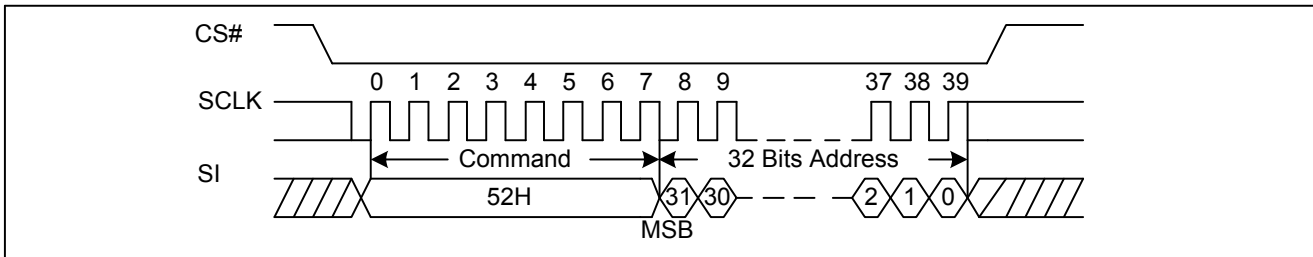 CS#
0 1 2 3 4 5 6 7 8 9 37 38 39
SCLK
Command 32 Bits Address
SI
52H 31 30 2 1 0
MSB